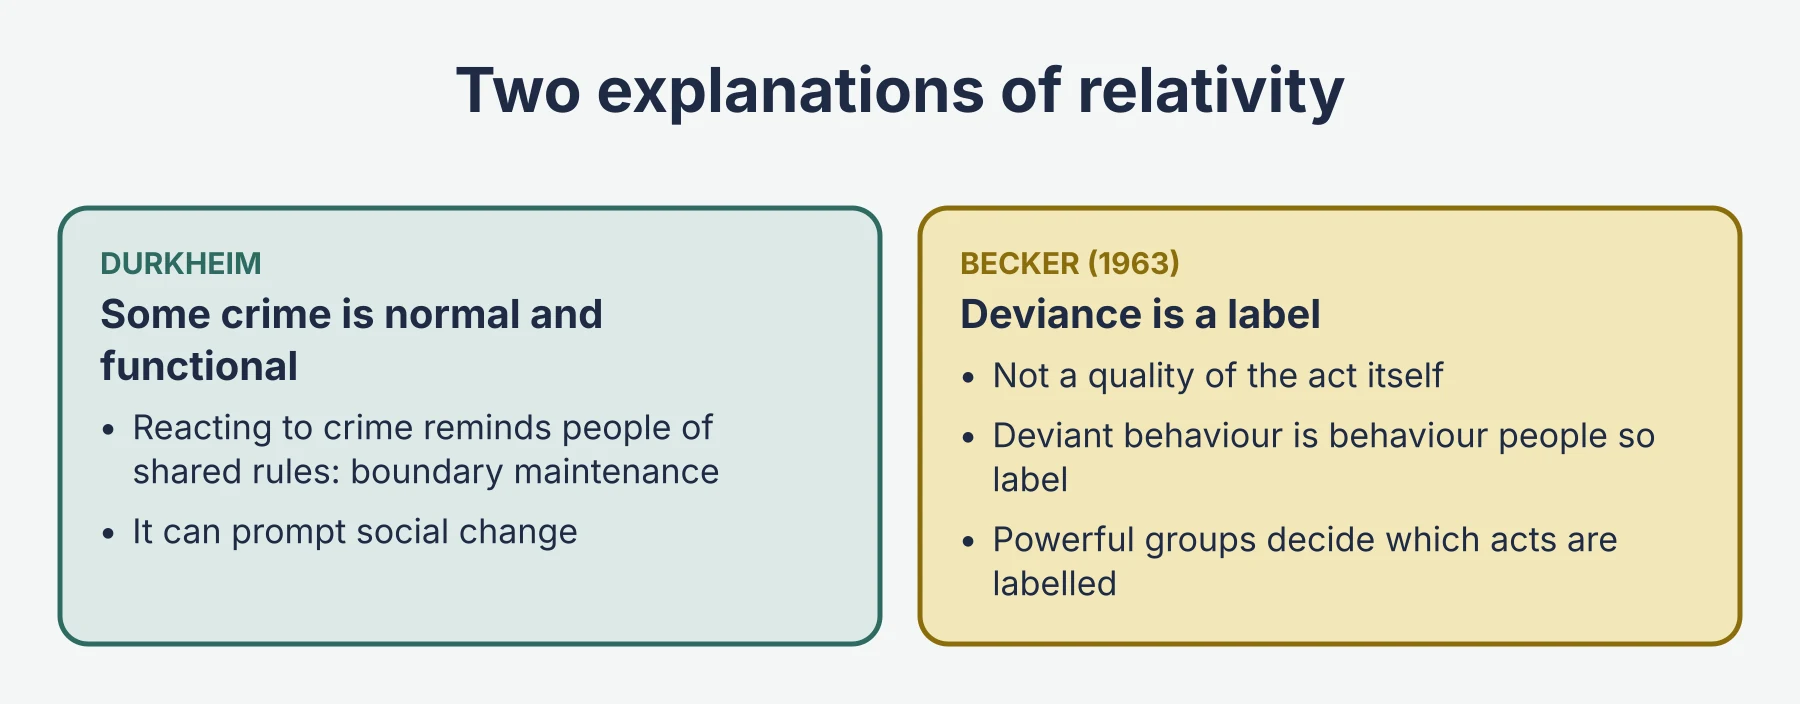 Two explanations of relativity
DURKHEIM
Some crime is normal and
functional
• Reacting to crime reminds people of
shared rules: boundary maintenance
• It can prompt social change
BECKER (1963)
Deviance is a label
• Not a quality of the act itself
• Deviant behaviour is behaviour people so
label
• Powerful groups decide which acts are
labelled